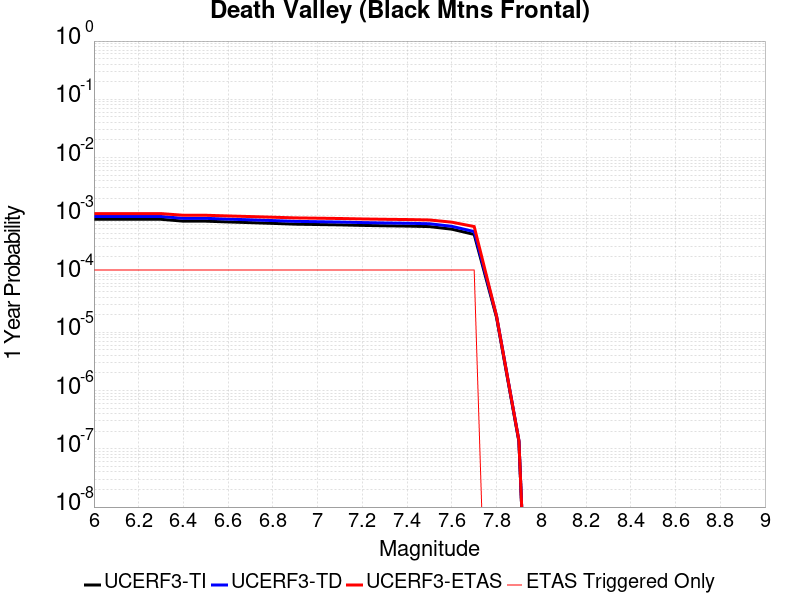 Death Valley (Black Mtns Frontal)
10^0
10^-1
10^-2
10^-3
10^-4
10^-5
10^-6
10^-7
10^-8
1 Year Probability
6 6.2 6.4 6.6 6.8 7 7.2 7.4 7.6 7.8 8 8.2 8.4 8.6 8.8 9
Magnitude
UCERF3-TI UCERF3-TD UCERF3-ETAS ETAS Triggered Only